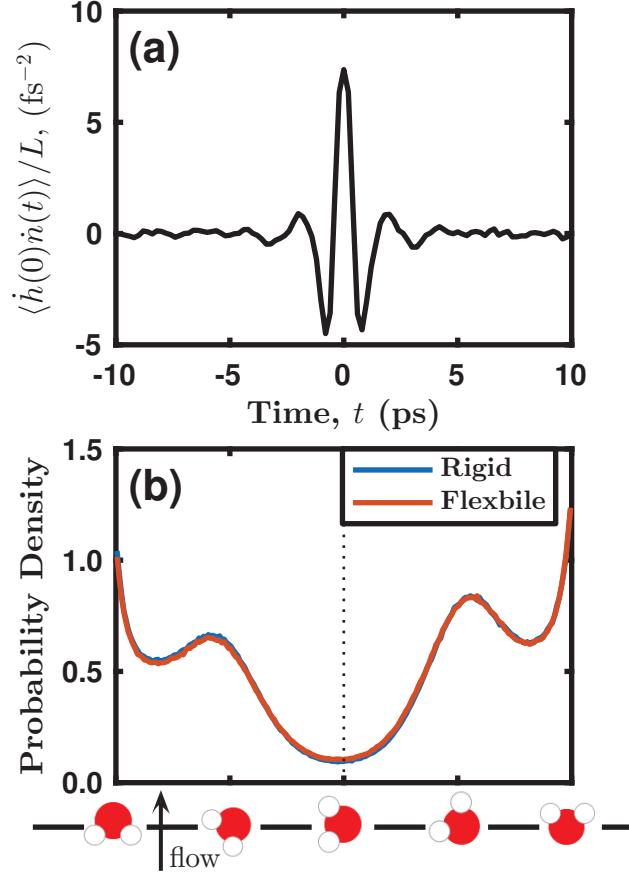 (a)
⟨ḣ(0)ṅ(t)⟩/L, (fs⁻²)
10
5
0
-5
-10
-5
0
5
10
Time, t (ps)
(b)
Rigid
Flexbile
Probability Density
1.5
1.0
0.5
0.0
flow